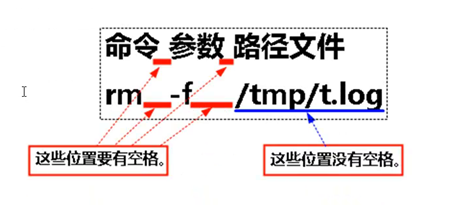 命令 参数 路径文件
rm -f /tmp/t.log
这些位置要有空格。
这些位置没有空格。